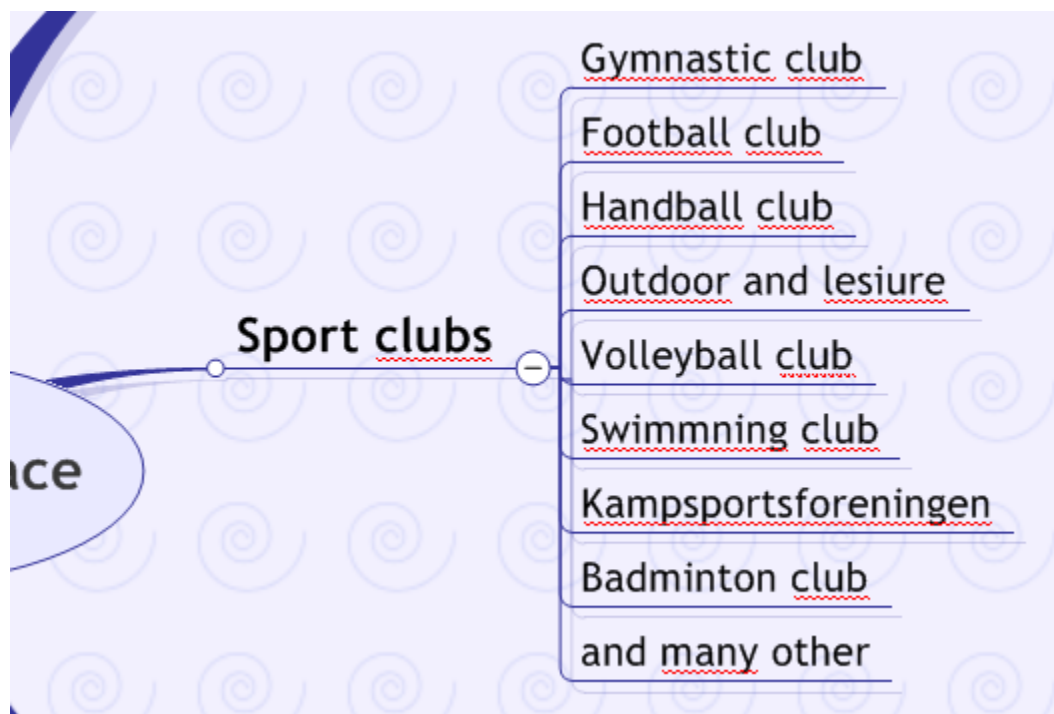 Gymnastic club
Football club
Handball club
Outdoor and lesiure
Sport clubs
Volleyball club
Swimmning club
ace
Kampsportsforeningen
Badminton club
and many other